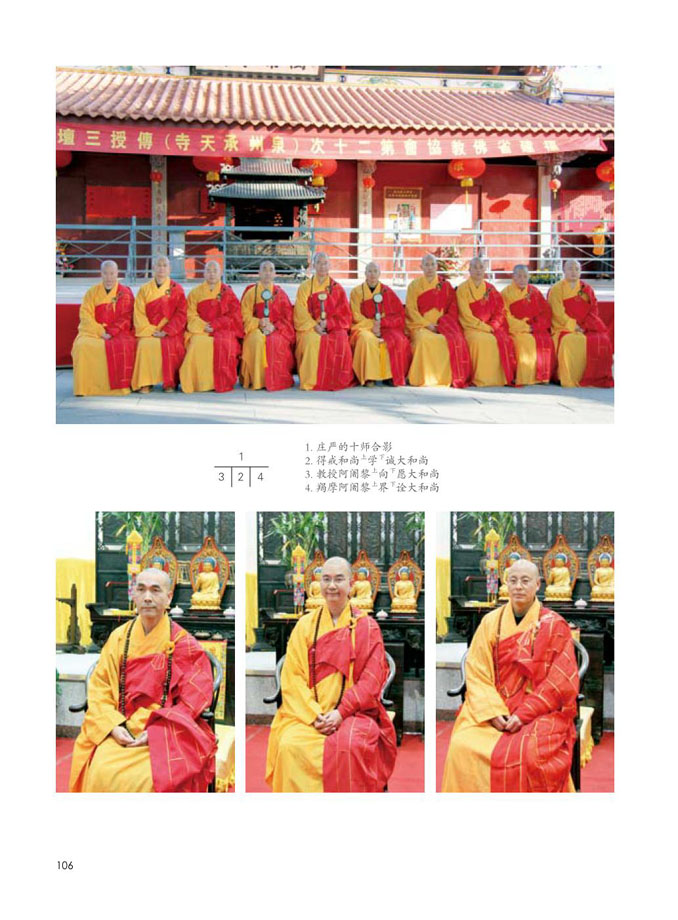 福建省佛教協會第二十次（泉州承天寺）傳授三壇
1
3 2 4
1. 庄严的十师合影
2. 得戒和尚上学下诚大和尚
3. 教授阿阇黎上向下愿大和尚
4. 羯摩阿阇黎上界下诠大和尚
106